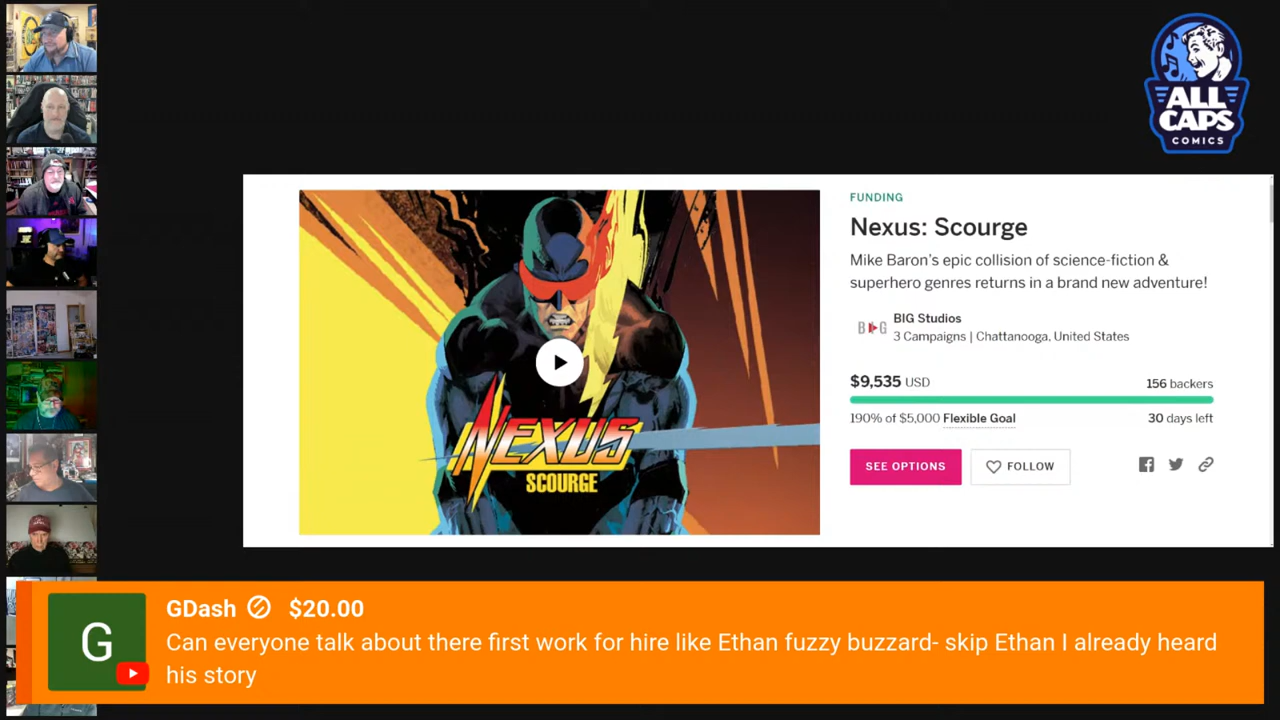 ALL
CAPS
COMICS
FUNDING
Nexus: Scourge
Mike Baron's epic collision of science-fiction &
superhero genres returns in a brand new adventure!
BIG Studios
3 Campaigns | Chattanooga, United States
$9,535 USD
156 backers
190% of $5,000 Flexible Goal
30 days left
SEE OPTIONS
FOLLOW
NEXUS
SCOURGE
GDash $20.00
G
Can everyone talk about there first work for hire like Ethan fuzzy buzzard- skip Ethan I already heard
his story